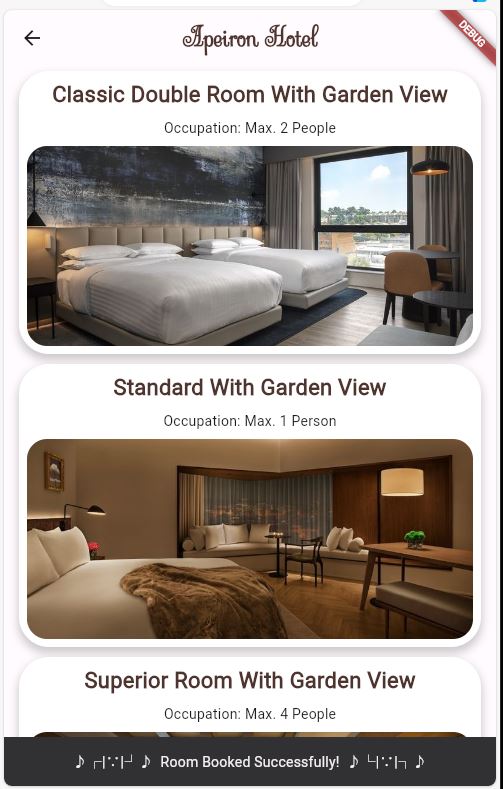 DEBUG
Apeiron Hotel
Classic Double Room With Garden View
Occupation: Max. 2 People
Standard With Garden View
Occupation: Max. 1 Person
Superior Room With Garden View
Occupation: Max. 4 People
♪ ┌|∵|┘ ♪ Room Booked Successfully! ♪ └|∵|┐ ♪